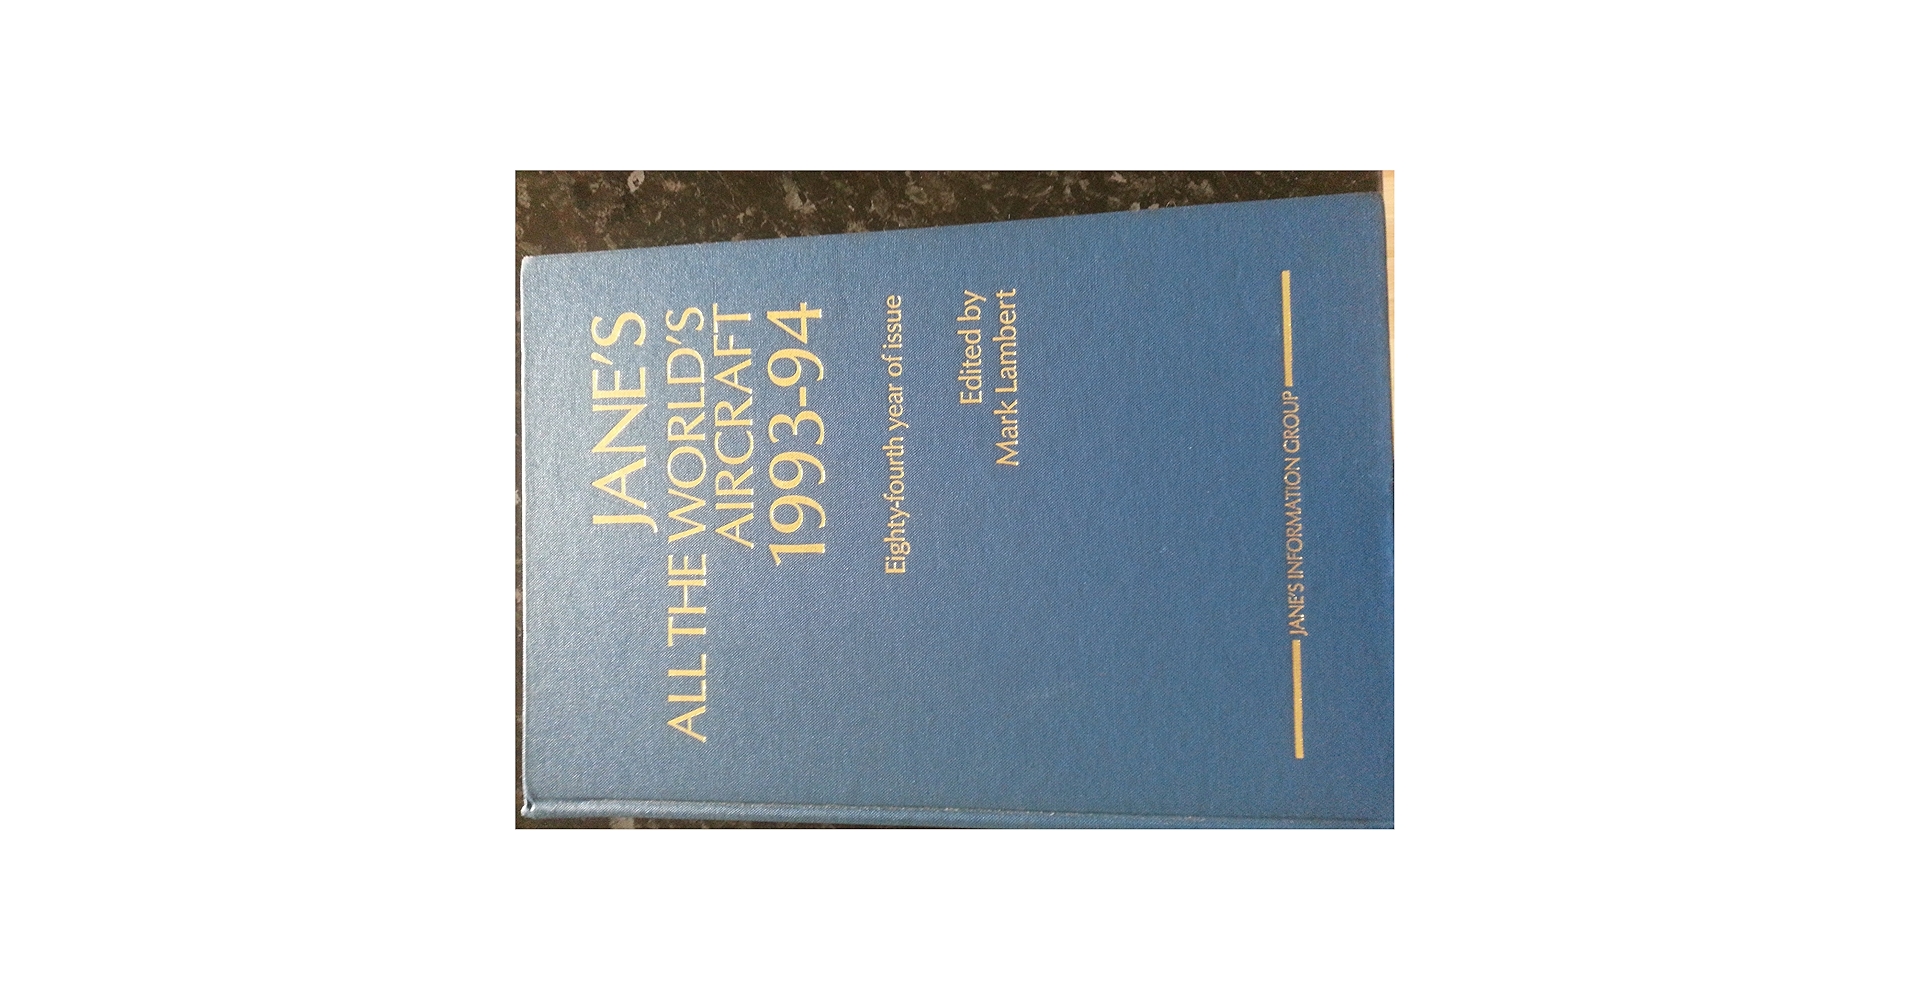 JANE'S
ALL THE WORLD'S
AIRCRAFT
1993-94
Eighty-fourth year of issue
Edited by
Mark Lambert
JANE'S INFORMATION GROUP